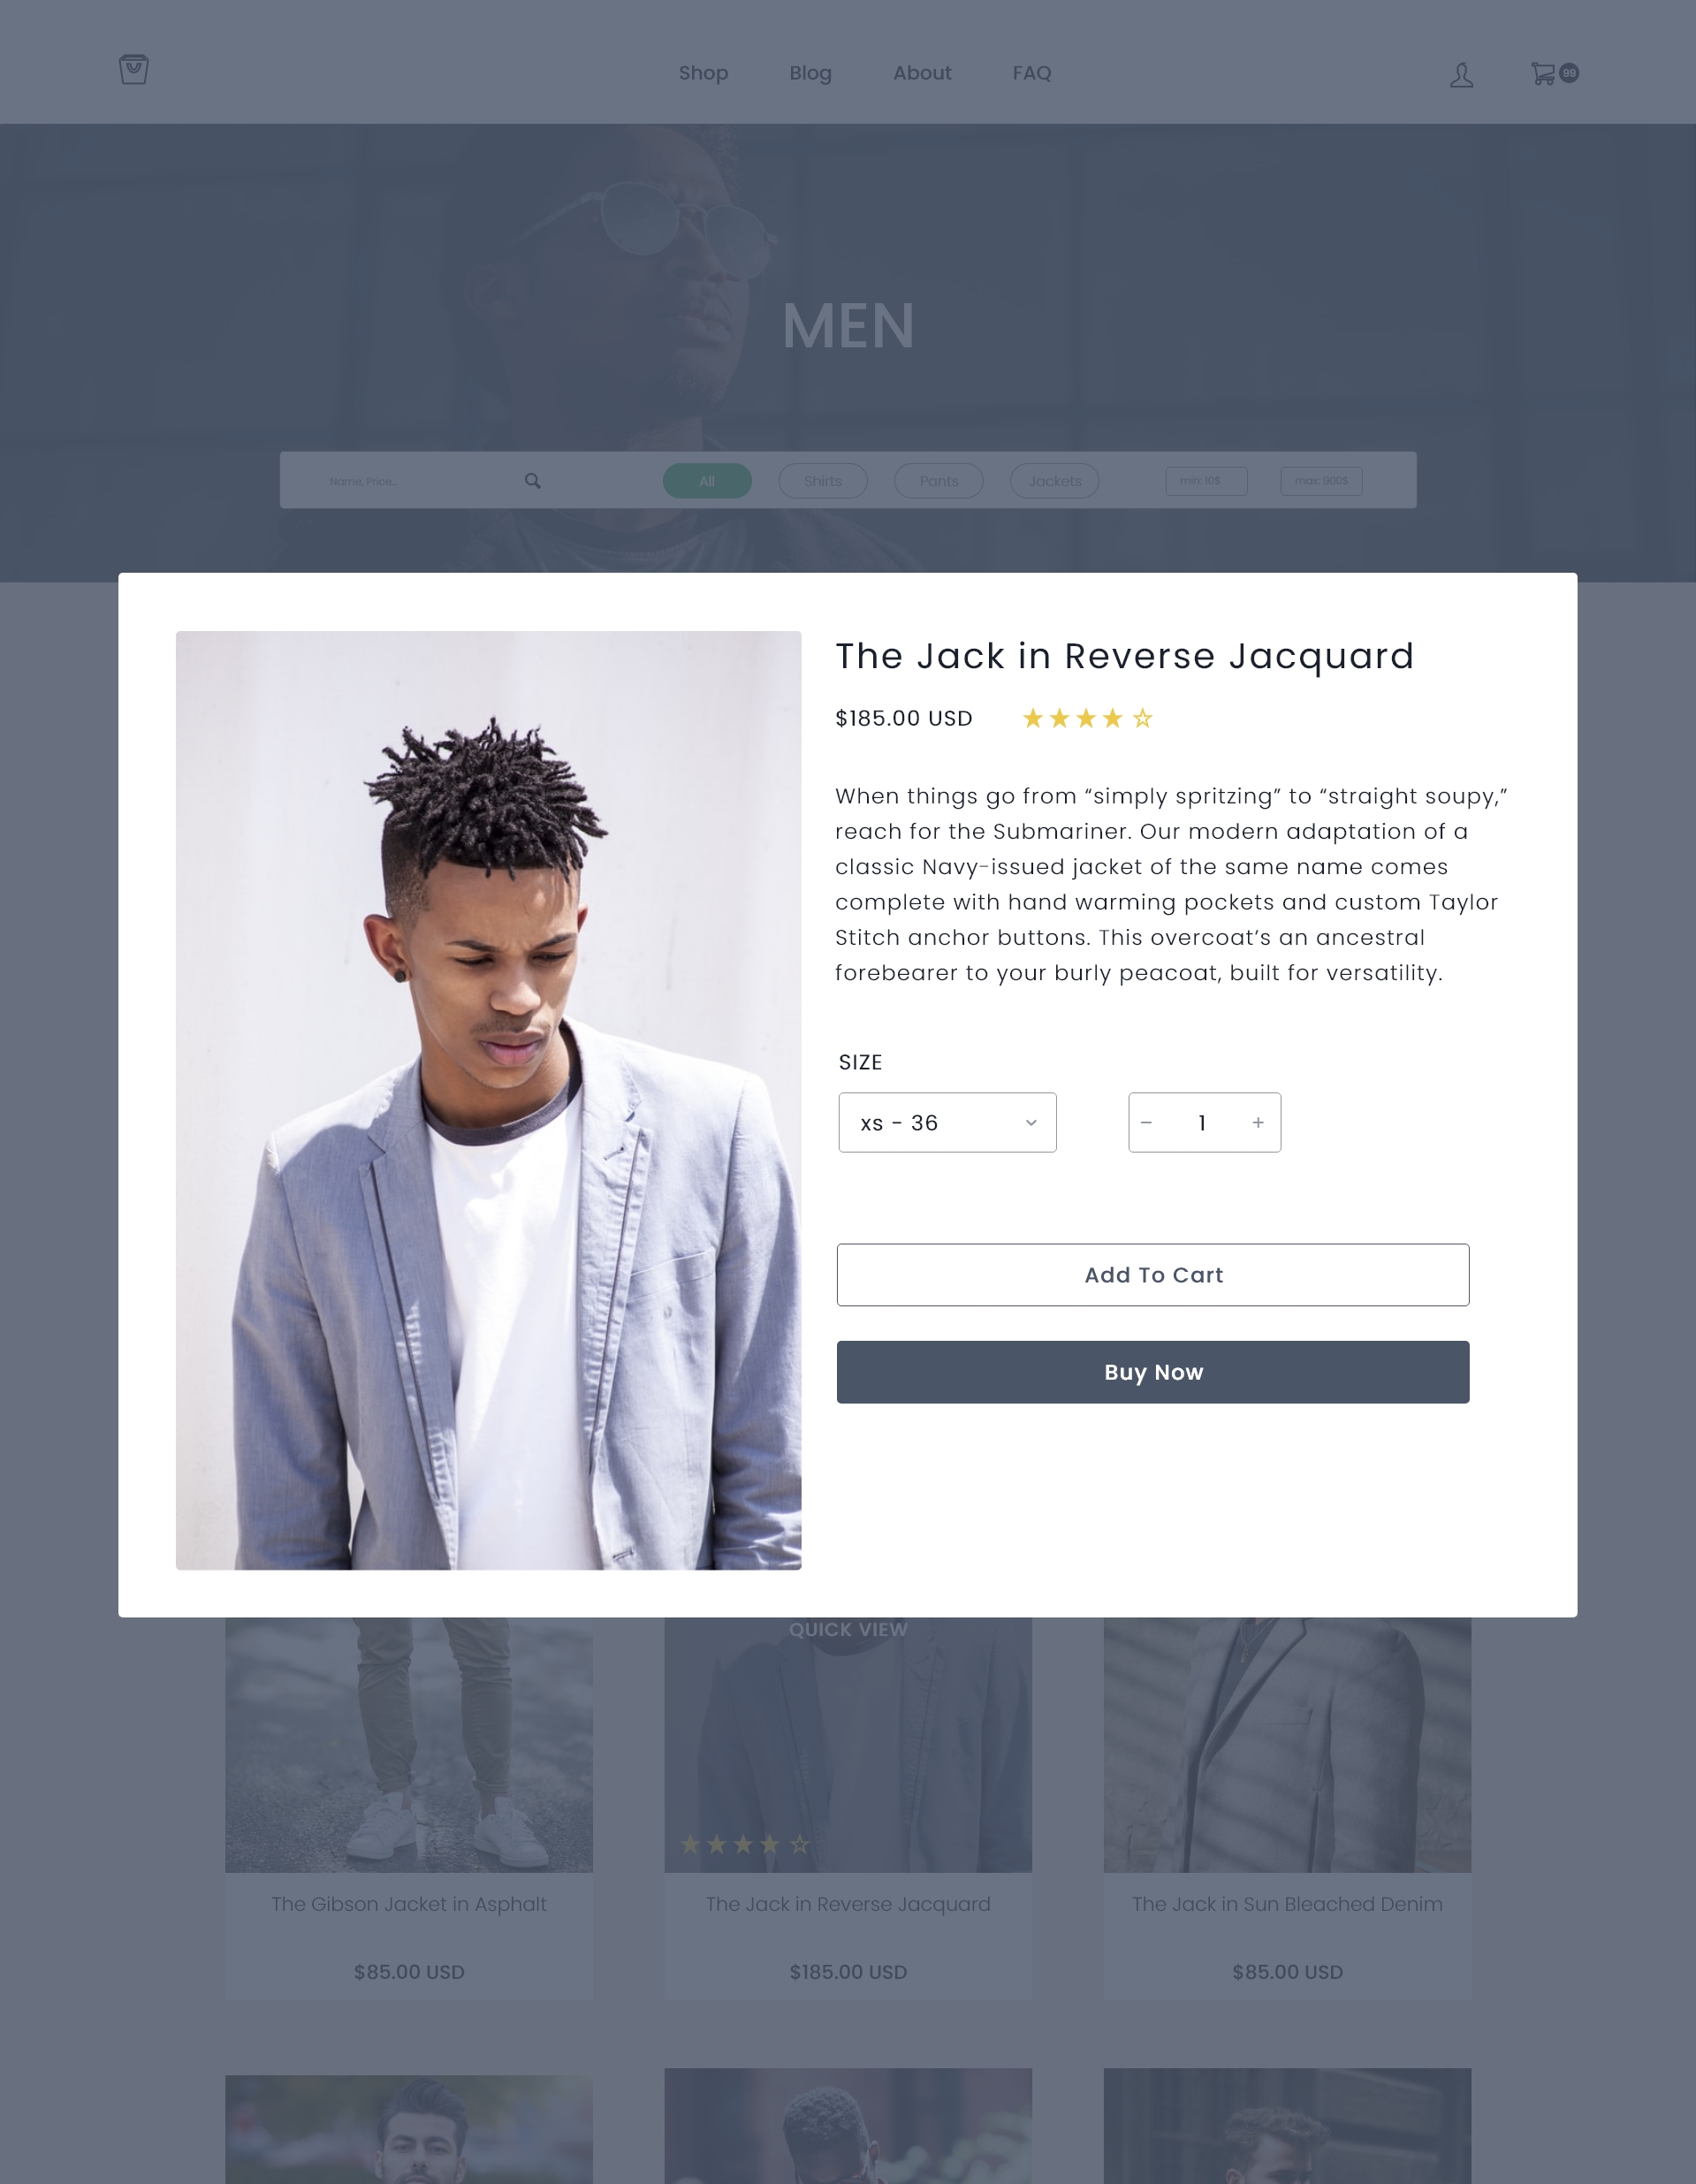 Shop Blog About FAQ 99
MEN
Name, Price... All Shirts Pants Jackets min: 10$ max: 900$
The Jack in Reverse Jacquard
$185.00 USD
When things go from “simply spritzing” to “straight soupy,”
reach for the Submariner. Our modern adaptation of a
classic Navy-issued jacket of the same name comes
complete with hand warming pockets and custom Taylor
Stitch anchor buttons. This overcoat’s an ancestral
forebearer to your burly peacoat, built for versatility.
SIZE
xs - 36 − 1 +
Add To Cart
Buy Now
QUICK VIEW
The Gibson Jacket in Asphalt
$85.00 USD
The Jack in Reverse Jacquard
$185.00 USD
The Jack in Sun Bleached Denim
$85.00 USD